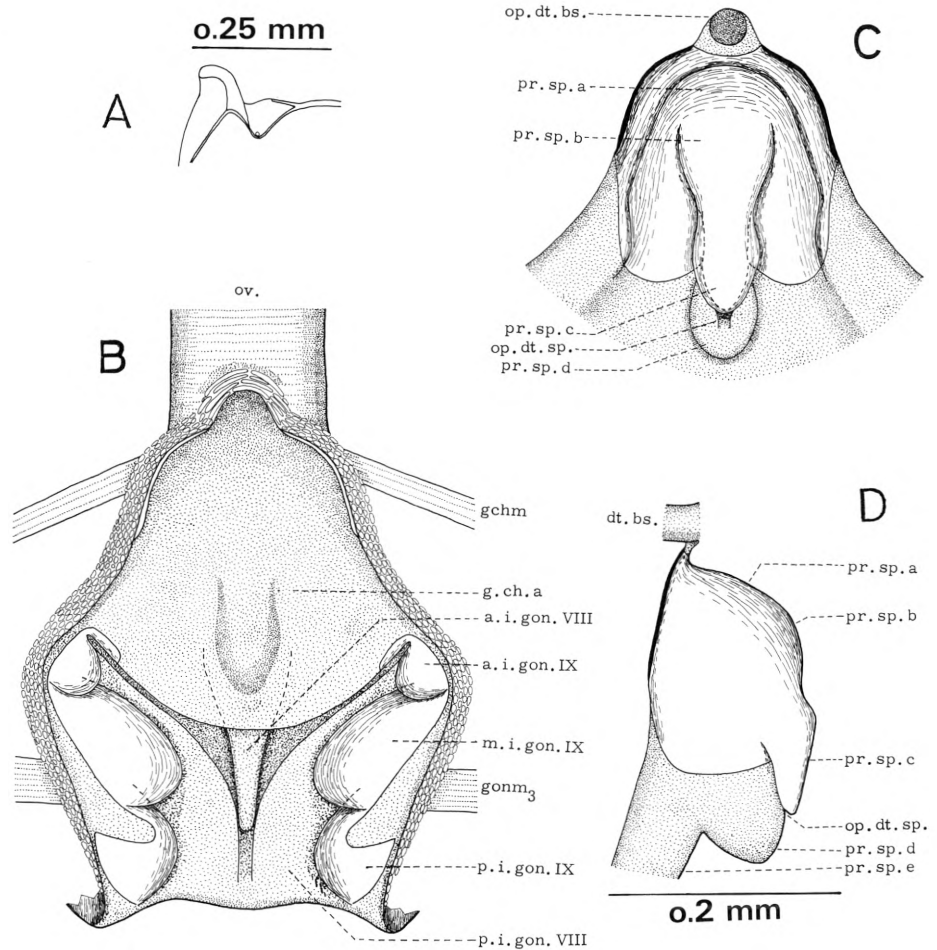 0.25 mm
A
op.dt.bs.
C
pr.sp.a
pr.sp.b
pr.sp.c
op.dt.sp.
pr.sp.d
ov.
B
gchm
g.ch.a
a.i.gon.VIII
a.i.gon.IX
m.i.gon.IX
gonm3
p.i.gon.IX
p.i.gon.VIII
D
dt.bs.
pr.sp.a
pr.sp.b
pr.sp.c
op.dt.sp.
pr.sp.d
pr.sp.e
0.2 mm